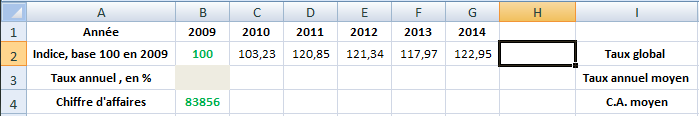 A B C D E F G H I
1 Année 2009 2010 2011 2012 2013 2014
2 Indice, base 100 en 2009 100 103,23 120,85 121,34 117,97 122,95 Taux global
3 Taux annuel , en % Taux annuel moyen
4 Chiffre d'affaires 83856 C.A. moyen